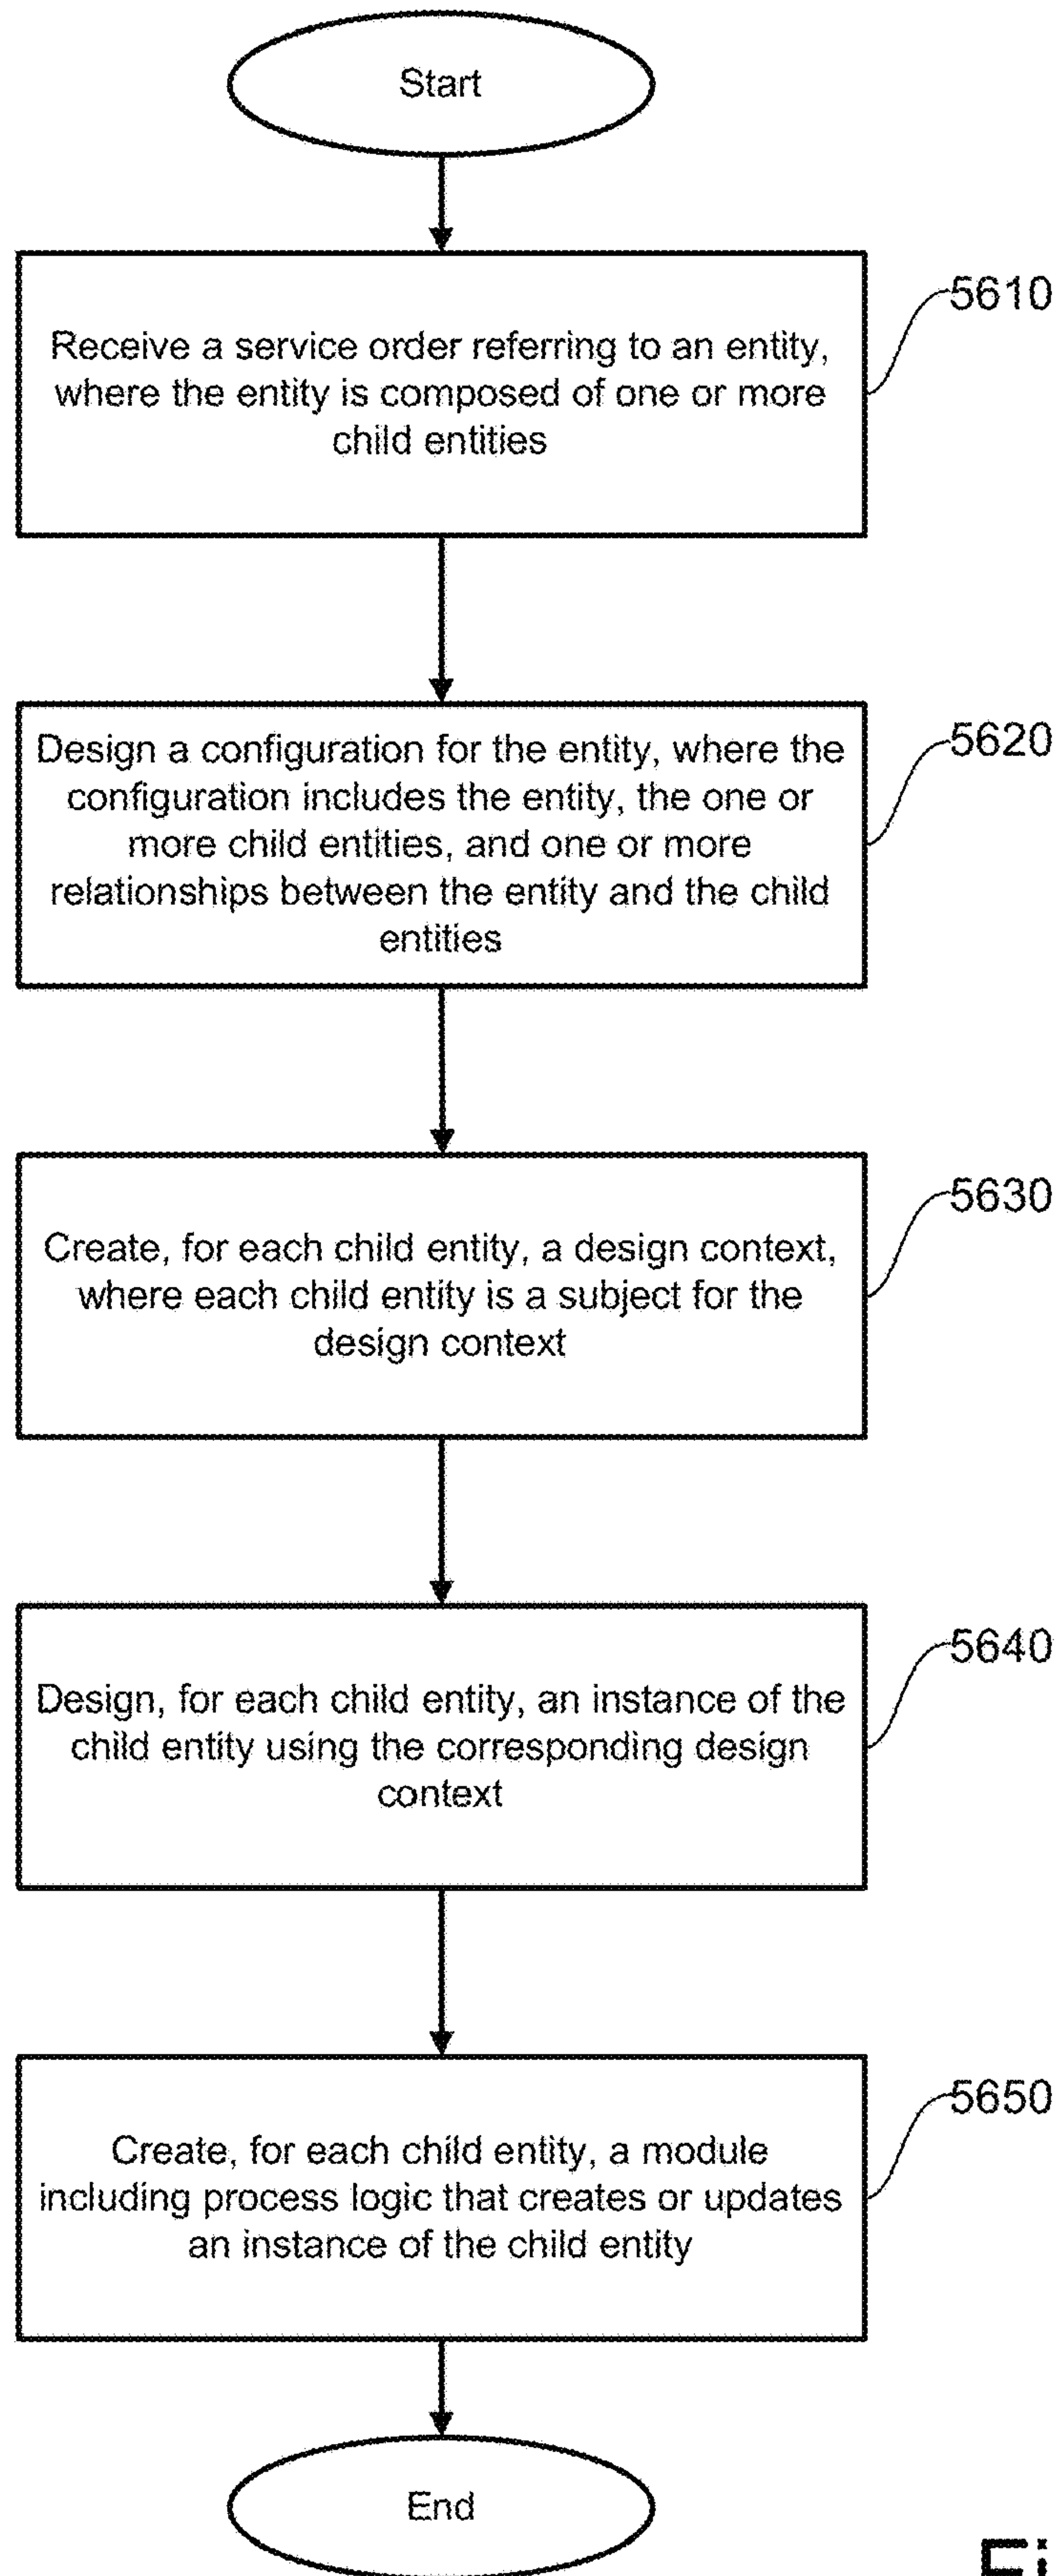 Start
Receive a service order referring to an entity,
where the entity is composed of one or more
child entities
5610
Design a configuration for the entity, where the
configuration includes the entity, the one or
more child entities, and one or more
relationships between the entity and the child
entities
5620
Create, for each child entity, a design context,
where each child entity is a subject for the
design context
5630
Design, for each child entity, an instance of the
child entity using the corresponding design
context
5640
Create, for each child entity, a module
including process logic that creates or updates
an instance of the child entity
5650
End